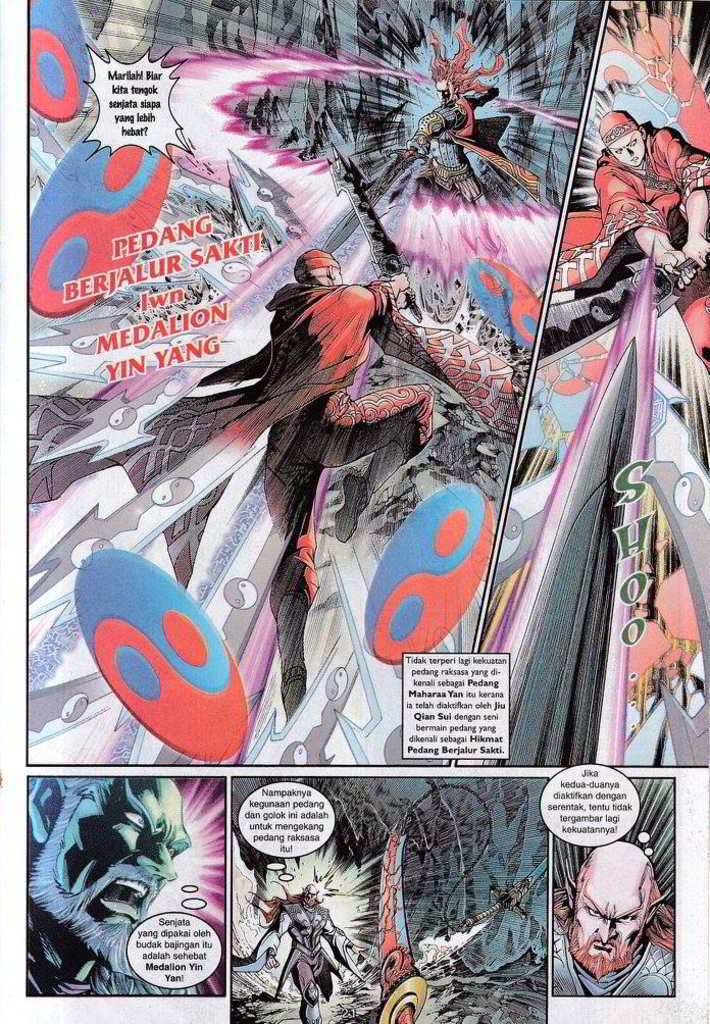 Marilah! Biar
kita tengok
senjata siapa
yang lebih
hebat?
PEDANG
BERJALUR SAKTI
lwn
MEDALION
YIN YANG
SHOO...
Tidak terperi lagi kekuatan
pedang raksasa yang di-
kenali sebagai Pedang
Maharaa Yan itu kerana
ia telah diaktifkan oleh Jiu
Qian Sui dengan seni
bermain pedang yang
dikenali sebagai Hikmat
Pedang Berjalur Sakti.
Senjata
yang dipakai oleh
budak bajingan itu
adalah sehebat
Medalion Yin
Yan!
Nampaknya
kegunaan pedang
dan golok ini adalah
untuk mengekang
pedang raksasa
itu!
Jika
kedua-duanya
diaktifkan dengan
serentak, tentu tidak
tergambar lagi
kekuatannya!